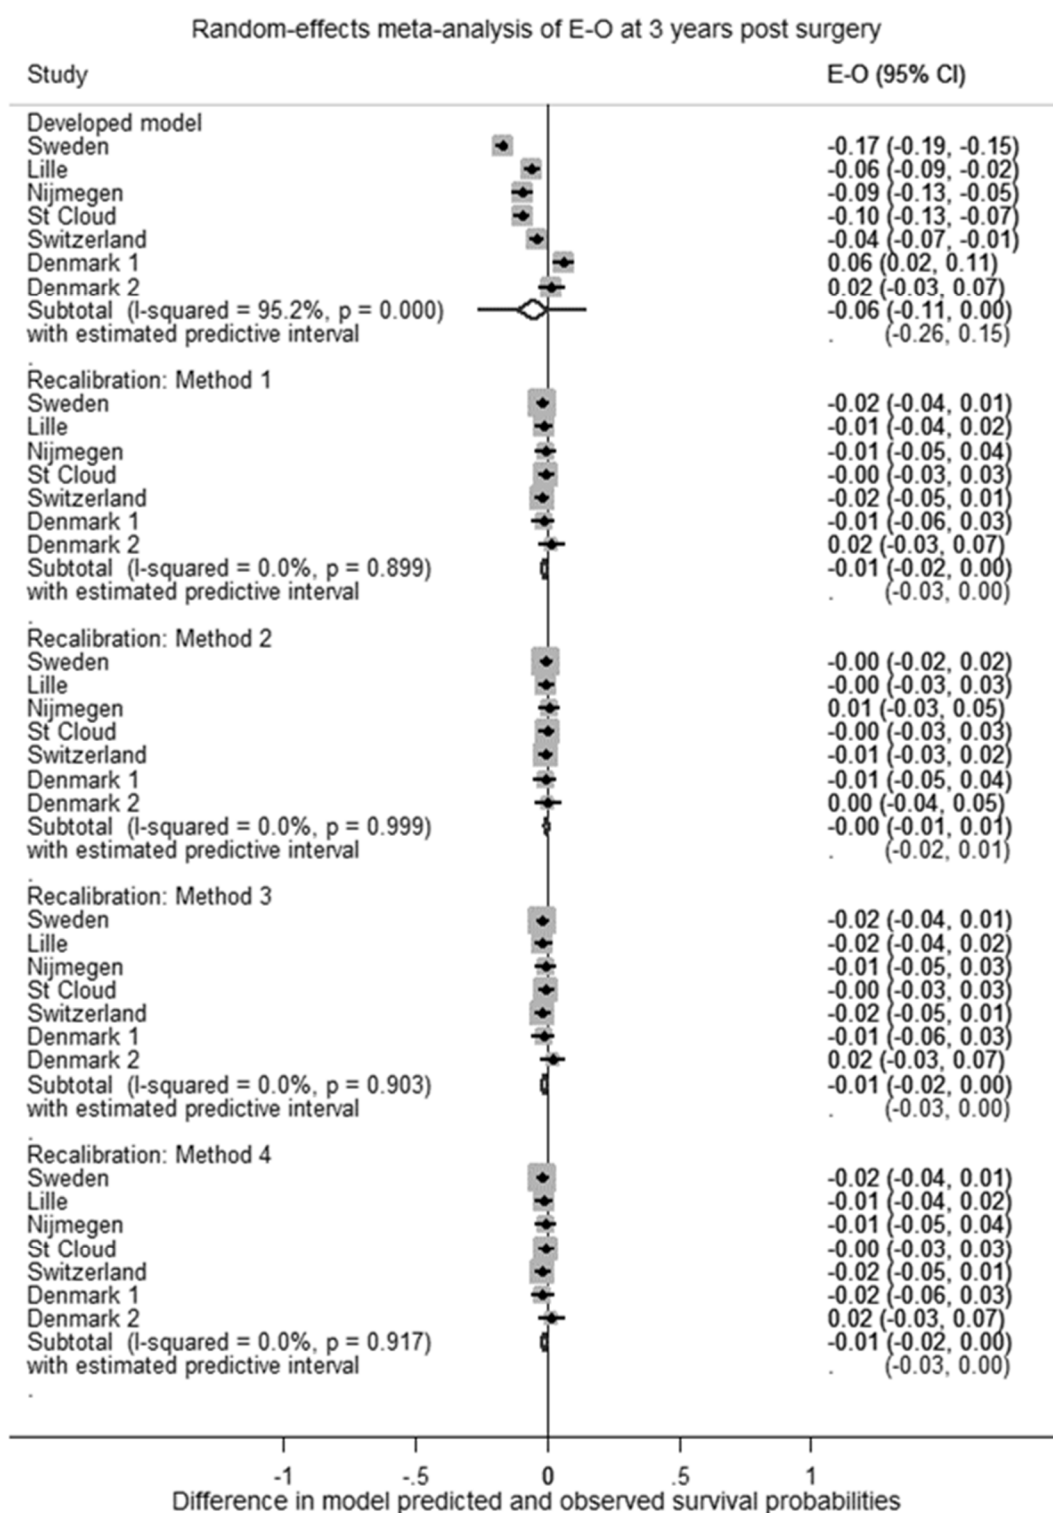 Random-effects meta-analysis of E-O at 3 years post surgery
Study E-O (95% CI)
Developed model
Sweden -0.17 (-0.19, -0.15)
Lille -0.06 (-0.09, -0.02)
Nijmegen -0.09 (-0.13, -0.05)
St Cloud -0.10 (-0.13, -0.07)
Switzerland -0.04 (-0.07, -0.01)
Denmark 1 0.06 (0.02, 0.11)
Denmark 2 0.02 (-0.03, 0.07)
Subtotal (I-squared = 95.2%, p = 0.000) -0.06 (-0.11, 0.00)
with estimated predictive interval . (-0.26, 0.15)
.
Recalibration: Method 1
Sweden -0.02 (-0.04, 0.01)
Lille -0.01 (-0.04, 0.02)
Nijmegen -0.01 (-0.05, 0.04)
St Cloud -0.00 (-0.03, 0.03)
Switzerland -0.02 (-0.05, 0.01)
Denmark 1 -0.01 (-0.06, 0.03)
Denmark 2 0.02 (-0.03, 0.07)
Subtotal (I-squared = 0.0%, p = 0.899) -0.01 (-0.02, 0.00)
with estimated predictive interval . (-0.03, 0.00)
.
Recalibration: Method 2
Sweden -0.00 (-0.02, 0.02)
Lille -0.00 (-0.03, 0.03)
Nijmegen 0.01 (-0.03, 0.05)
St Cloud -0.00 (-0.03, 0.03)
Switzerland -0.01 (-0.03, 0.02)
Denmark 1 -0.01 (-0.05, 0.04)
Denmark 2 0.00 (-0.04, 0.05)
Subtotal (I-squared = 0.0%, p = 0.999) -0.00 (-0.01, 0.01)
with estimated predictive interval . (-0.02, 0.01)
.
Recalibration: Method 3
Sweden -0.02 (-0.04, 0.01)
Lille -0.02 (-0.04, 0.02)
Nijmegen -0.01 (-0.05, 0.03)
St Cloud -0.00 (-0.03, 0.03)
Switzerland -0.02 (-0.05, 0.01)
Denmark 1 -0.01 (-0.06, 0.03)
Denmark 2 0.02 (-0.03, 0.07)
Subtotal (I-squared = 0.0%, p = 0.903) -0.01 (-0.02, 0.00)
with estimated predictive interval . (-0.03, 0.00)
.
Recalibration: Method 4
Sweden -0.02 (-0.04, 0.01)
Lille -0.01 (-0.04, 0.02)
Nijmegen -0.01 (-0.05, 0.04)
St Cloud -0.00 (-0.03, 0.03)
Switzerland -0.02 (-0.05, 0.01)
Denmark 1 -0.02 (-0.06, 0.03)
Denmark 2 0.02 (-0.03, 0.07)
Subtotal (I-squared = 0.0%, p = 0.917) -0.01 (-0.02, 0.00)
with estimated predictive interval . (-0.03, 0.00)
.
-1 -.5 0 .5 1
Difference in model predicted and observed survival probabilities